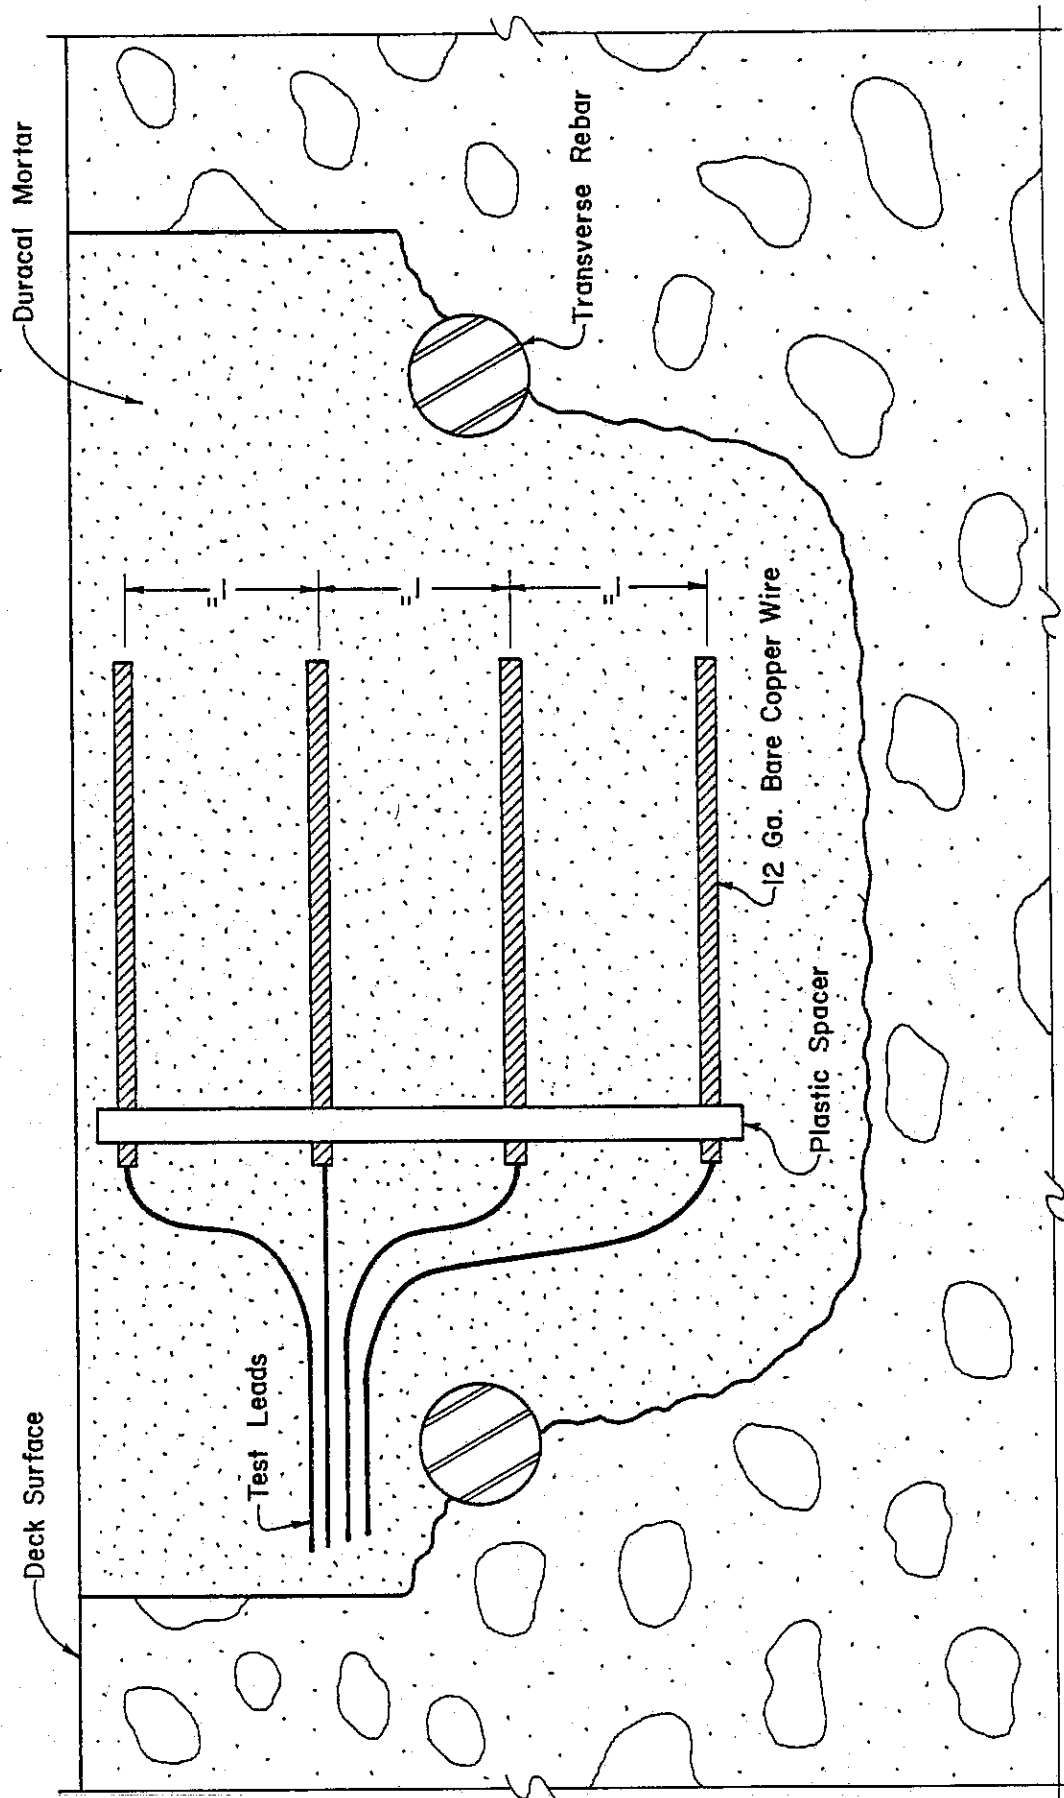 Deck Surface
Duracal Mortar
Test Leads
1"
1"
1"
Transverse Rebar
Plastic Spacer
12 Ga. Bare Copper Wire